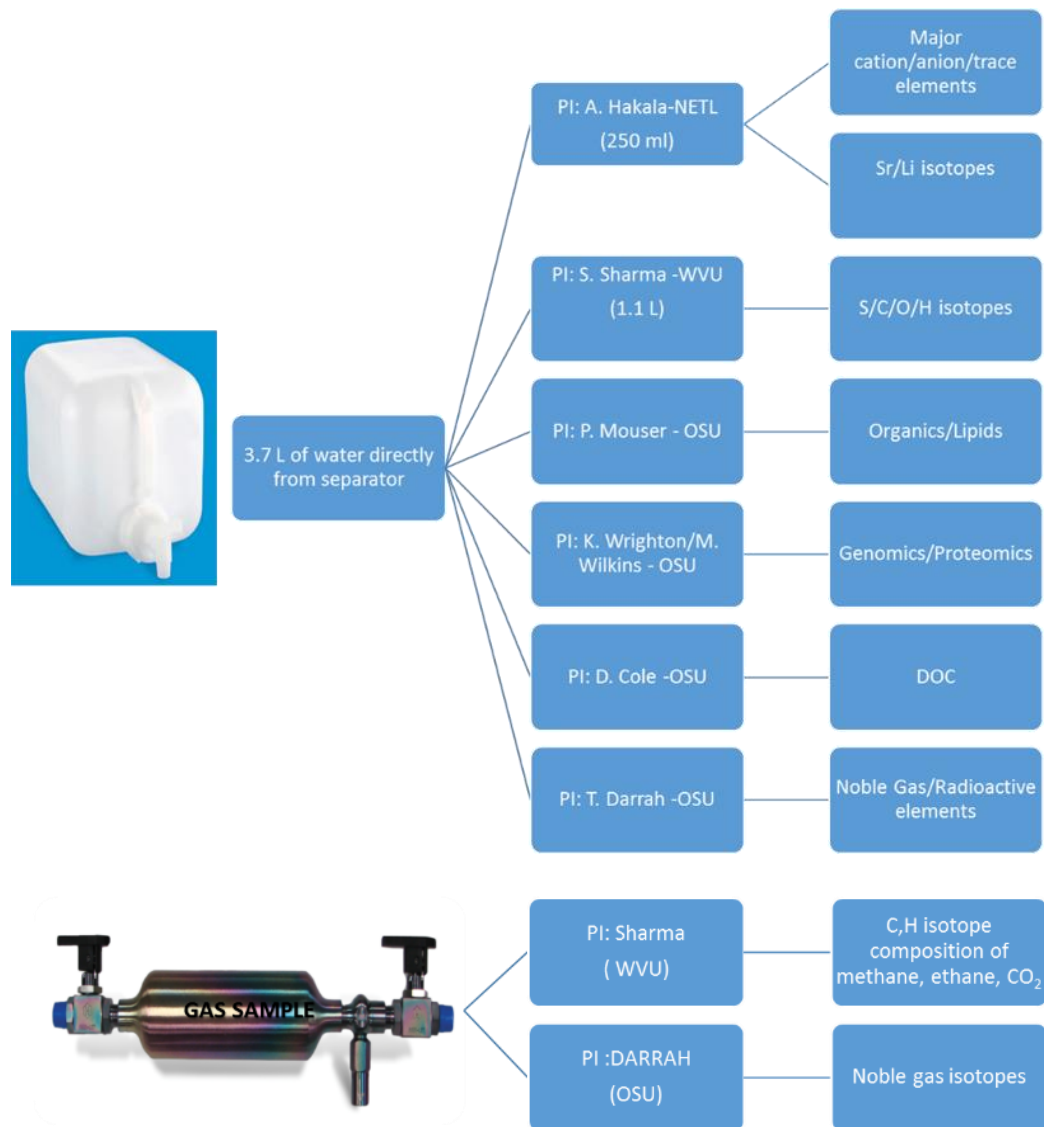 Major
cation/anion/trace
elements
PI: A. Hakala-NETL
(250 ml)
Sr/Li isotopes
PI: S. Sharma -WVU
(1.1 L)
S/C/O/H isotopes
3.7 L of water directly
from separator
PI: P. Mouser - OSU
Organics/Lipids
PI: K. Wrighton/M.
Wilkins - OSU
Genomics/Proteomics
PI: D. Cole -OSU
DOC
PI: T. Darrah -OSU
Noble Gas/Radioactive
elements
GAS SAMPLE
PI: Sharma
( WVU)
C,H isotope
composition of
methane, ethane, CO₂
PI :DARRAH
(OSU)
Noble gas isotopes